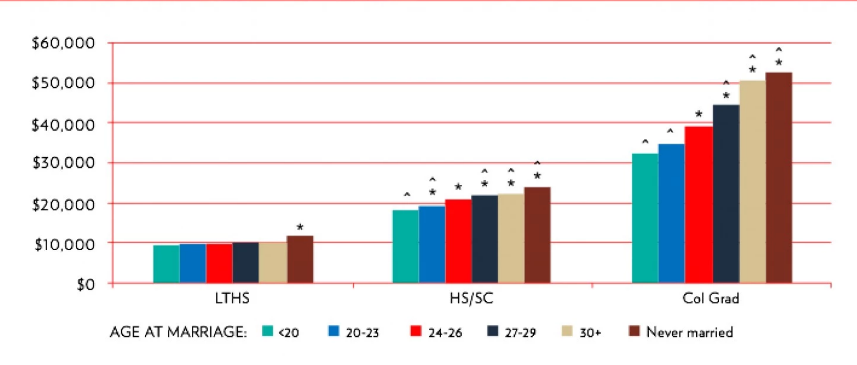 $60,000
$50,000
$40,000
$30,000
$20,000
$10,000
$0
^ ^ * ^ * ^ * ^ * ^ ^ * ^ * ^ * ^ * *
LTHS HS/SC Col Grad
AGE AT MARRIAGE: <20 20-23 24-26 27-29 30+ Never married